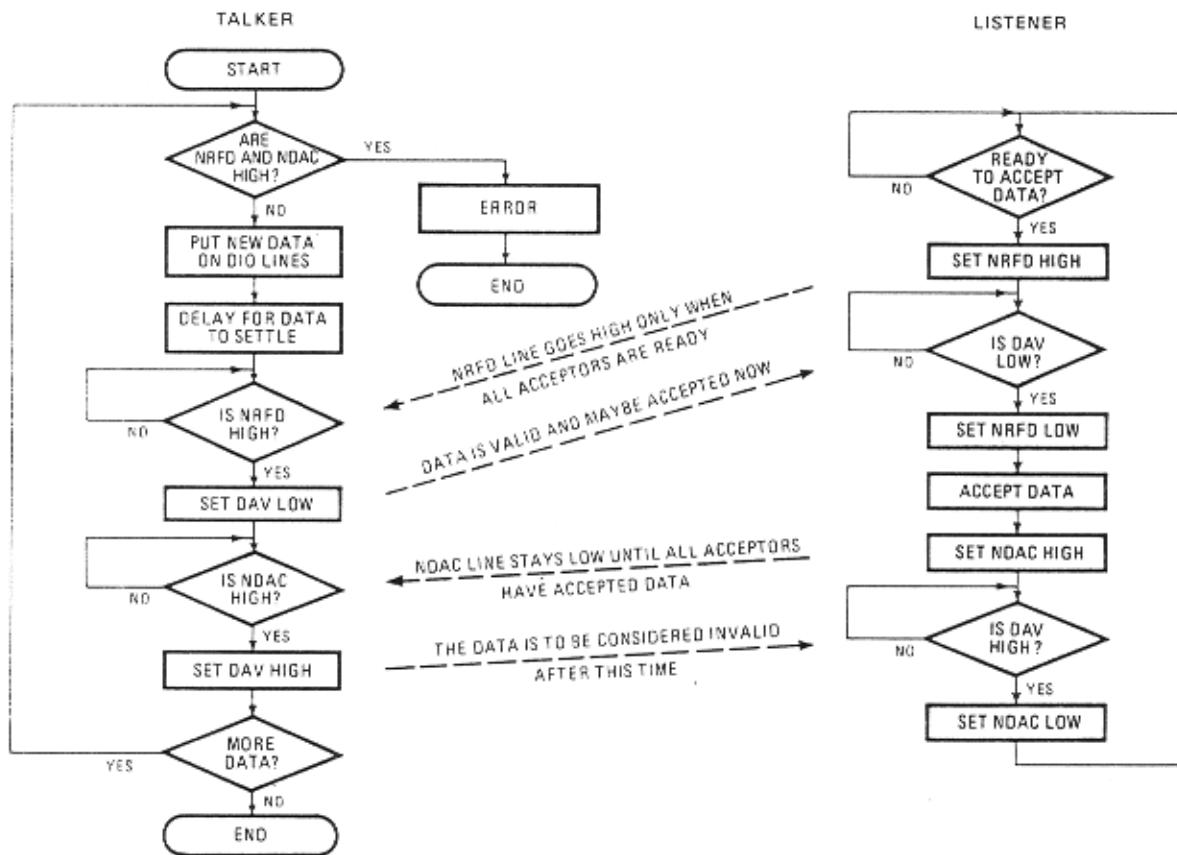 TALKER
START
ARE
NRFD AND NDAC
HIGH?
YES
ERROR
END
NO
PUT NEW DATA
ON DIO LINES
DELAY FOR DATA
TO SETTLE
IS NRFD
HIGH?
NO
YES
SET DAV LOW
IS NDAC
HIGH?
NO
YES
SET DAV HIGH
MORE
DATA?
YES
NO
END
NRFD LINE GOES HIGH ONLY WHEN
ALL ACCEPTORS ARE READY
DATA IS VALID AND MAYBE ACCEPTED NOW
NDAC LINE STAYS LOW UNTIL ALL ACCEPTORS
HAVE ACCEPTED DATA
THE DATA IS TO BE CONSIDERED INVALID
AFTER THIS TIME
LISTENER
READY
TO ACCEPT
DATA?
NO
YES
SET NRFD HIGH
IS DAV
LOW?
NO
YES
SET NRFD LOW
ACCEPT DATA
SET NDAC HIGH
IS DAV
HIGH?
NO
YES
SET NDAC LOW